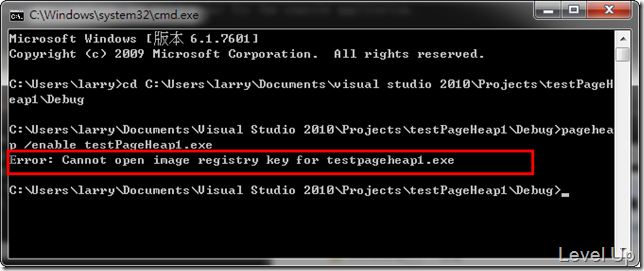 C:\Windows\system32\cmd.exe
Microsoft Windows [版本 6.1.7601]
Copyright (c) 2009 Microsoft Corporation.  All rights reserved.
C:\Users\larry>cd C:\Users\larry\Documents\visual studio 2010\Projects\testPageH
eap1\Debug
C:\Users\larry\Documents\Visual Studio 2010\Projects\testPageHeap1\Debug>pagehea
p /enable testPageHeap1.exe
Error: Cannot open image registry key for testpageheap1.exe
C:\Users\larry\Documents\Visual Studio 2010\Projects\testPageHeap1\Debug>_
Level Up